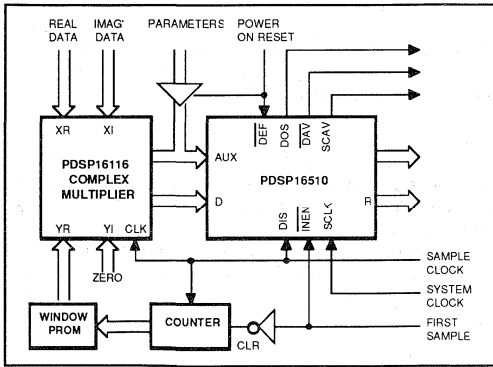 REAL DATA
IMAG' DATA
PARAMETERS
POWER ON RESET
XR
XI
PDSP16116
COMPLEX
MULTIPLIER
YR
YI
CLK
ZERO
AUX
D
DEF
DOS
DAV
SCAV
PDSP16510
DIS
INEN
SCLK
R
SAMPLE CLOCK
SYSTEM CLOCK
FIRST SAMPLE
WINDOW PROM
COUNTER
CLR